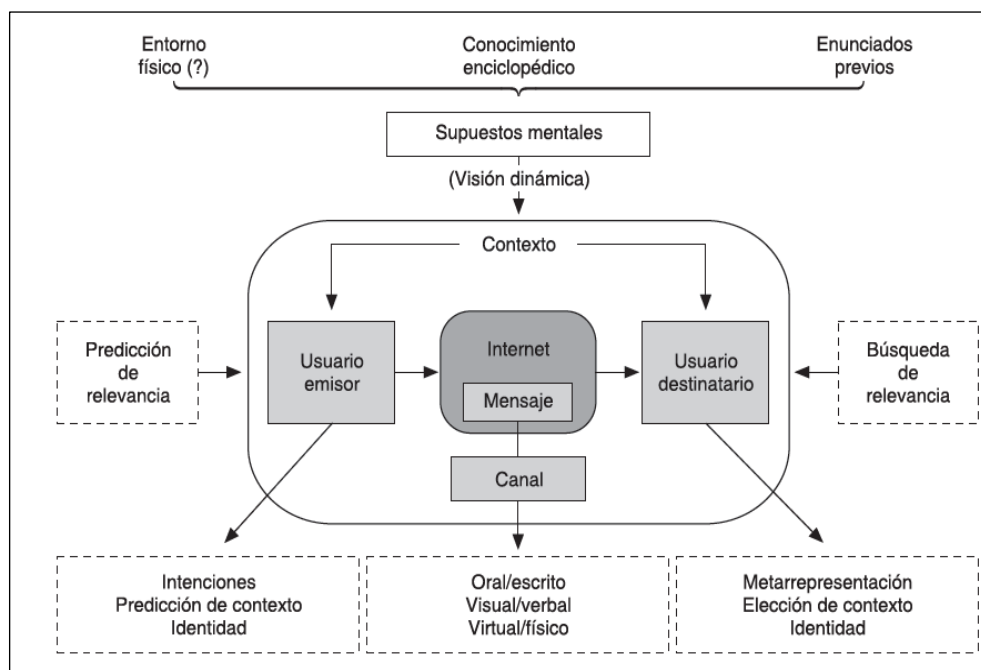 Entorno
físico (?)
Conocimiento
enciclopédico
Enunciados
previos
Supuestos mentales
(Visión dinámica)
Contexto
Predicción
de
relevancia
Usuario
emisor
Internet
Mensaje
Usuario
destinatario
Búsqueda
de
relevancia
Canal
Intenciones
Predicción de contexto
Identidad
Oral/escrito
Visual/verbal
Virtual/físico
Metarrepresentación
Elección de contexto
Identidad